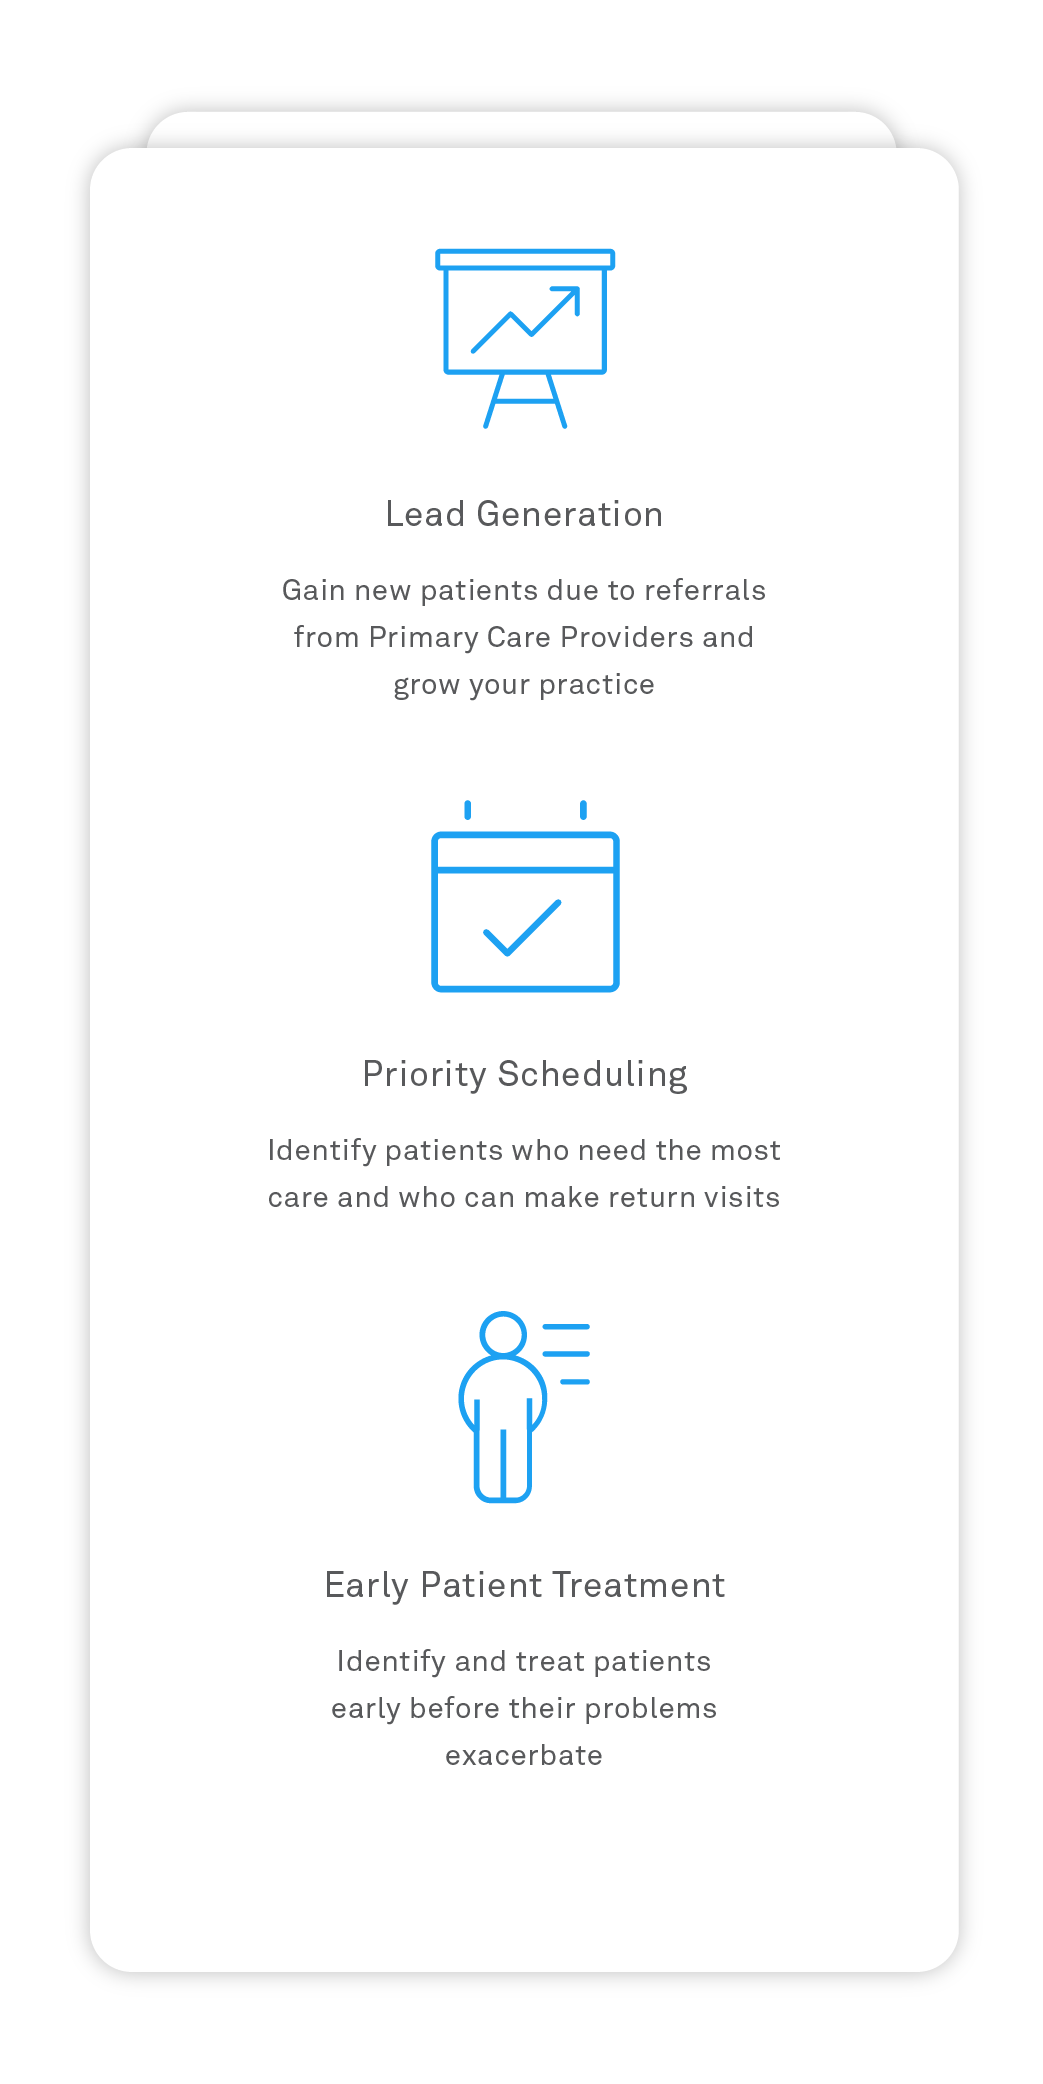 Lead Generation
Gain new patients due to referrals
from Primary Care Providers and
grow your practice
Priority Scheduling
Identify patients who need the most
care and who can make return visits
Early Patient Treatment
Identify and treat patients
early before their problems
exacerbate